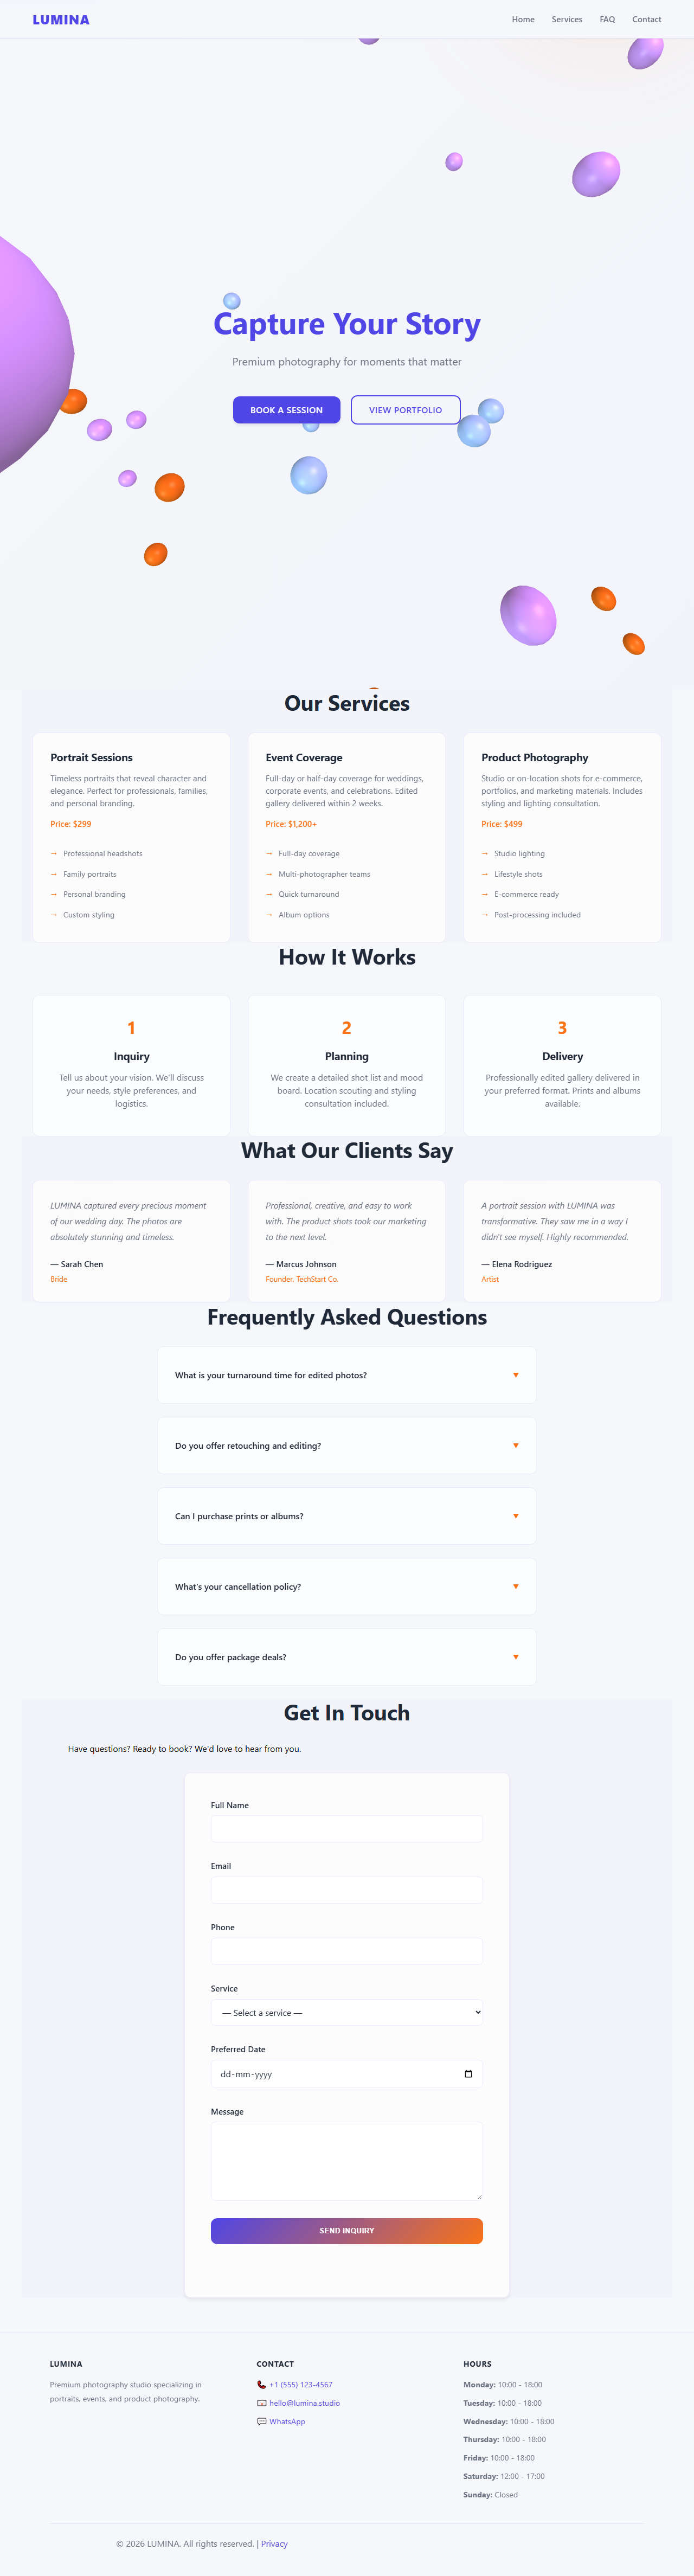 LUMINA
Home Services FAQ Contact
Capture Your Story
Premium photography for moments that matter
BOOK A SESSION
VIEW PORTFOLIO
Our Services
Portrait Sessions
Timeless portraits that reveal character and
elegance. Perfect for professionals, families,
and personal branding.
Price: $299
→ Professional headshots
→ Family portraits
→ Personal branding
→ Custom styling
Event Coverage
Full-day or half-day coverage for weddings,
corporate events, and celebrations. Edited
gallery delivered within 2 weeks.
Price: $1,200+
→ Full-day coverage
→ Multi-photographer teams
→ Quick turnaround
→ Album options
Product Photography
Studio or on-location shots for e-commerce,
portfolios, and marketing materials. Includes
styling and lighting consultation.
Price: $499
→ Studio lighting
→ Lifestyle shots
→ E-commerce ready
→ Post-processing included
How It Works
1
Inquiry
Tell us about your vision. We'll discuss
your needs, style preferences, and
logistics.
2
Planning
We create a detailed shot list and mood
board. Location scouting and styling
consultation included.
3
Delivery
Professionally edited gallery delivered in
your preferred format. Prints and albums
available.
What Our Clients Say
LUMINA captured every precious moment
of our wedding day. The photos are
absolutely stunning and timeless.
— Sarah Chen
Bride
Professional, creative, and easy to work
with. The product shots took our marketing
to the next level.
— Marcus Johnson
Founder, TechStart Co.
A portrait session with LUMINA was
transformative. They saw me in a way I
didn't see myself. Highly recommended.
— Elena Rodriguez
Artist
Frequently Asked Questions
What is your turnaround time for edited photos?
Do you offer retouching and editing?
Can I purchase prints or albums?
What's your cancellation policy?
Do you offer package deals?
Get In Touch
Have questions? Ready to book? We'd love to hear from you.
Full Name
Email
Phone
Service
— Select a service —
Preferred Date
dd-mm-yyyy
Message
SEND INQUIRY
LUMINA
Premium photography studio specializing in
portraits, events, and product photography.
CONTACT
+1 (555) 123-4567
hello@lumina.studio
WhatsApp
HOURS
Monday: 10:00 - 18:00
Tuesday: 10:00 - 18:00
Wednesday: 10:00 - 18:00
Thursday: 10:00 - 18:00
Friday: 10:00 - 18:00
Saturday: 12:00 - 17:00
Sunday: Closed
© 2026 LUMINA. All rights reserved. | Privacy